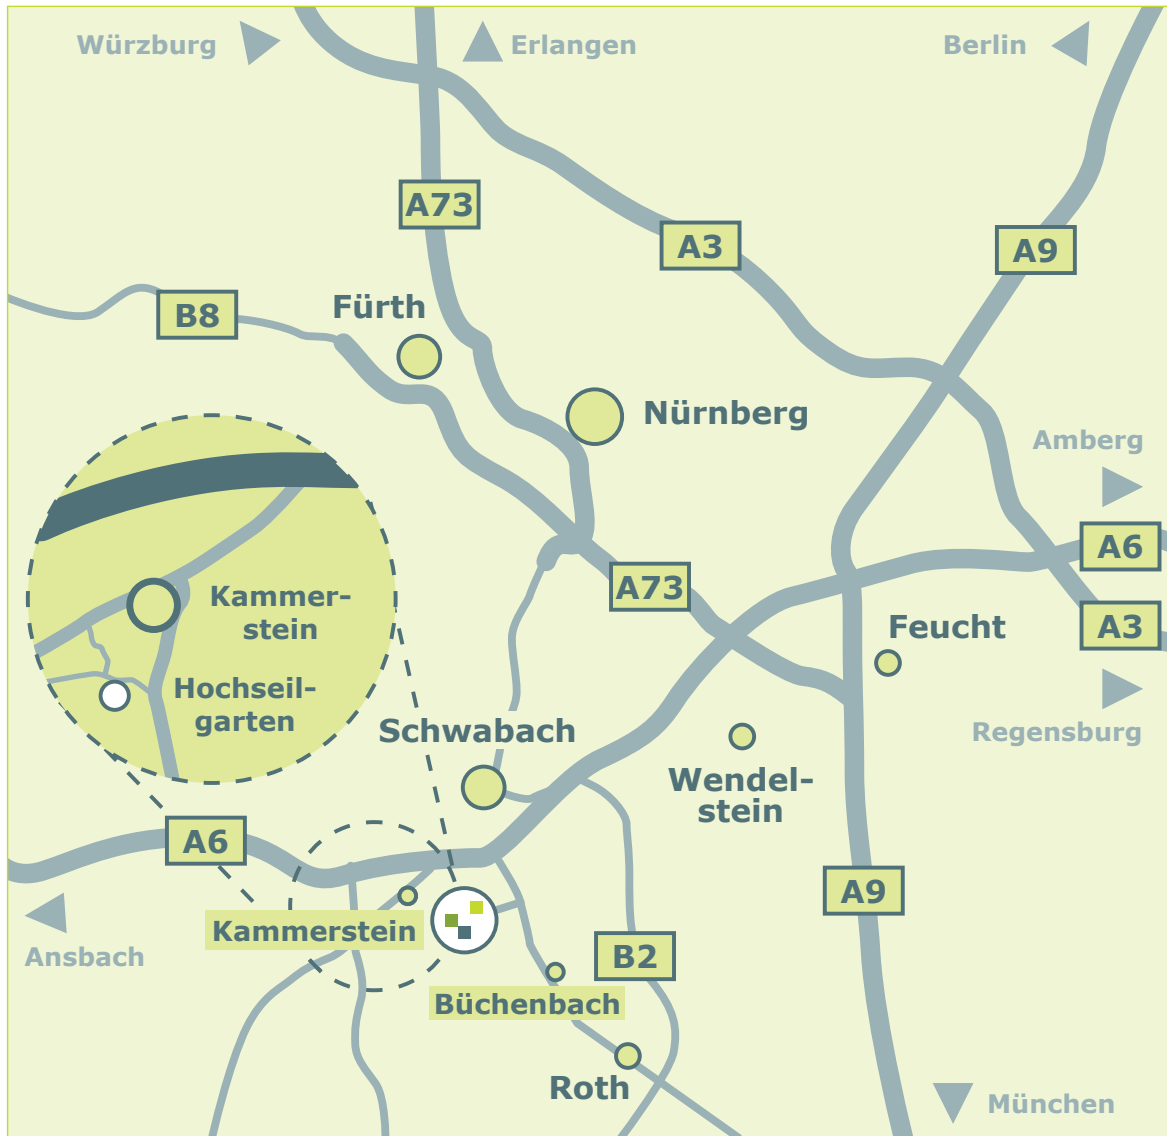 Würzburg
Erlangen
Berlin
A73
A3
A9
B8
Fürth
Nürnberg
Amberg
A6
A73
A3
Feucht
Kammer-
stein
Hochseil-
garten
Regensburg
Schwabach
Wendel-
stein
A6
A9
Kammerstein
Ansbach
B2
Büchenbach
Roth
München